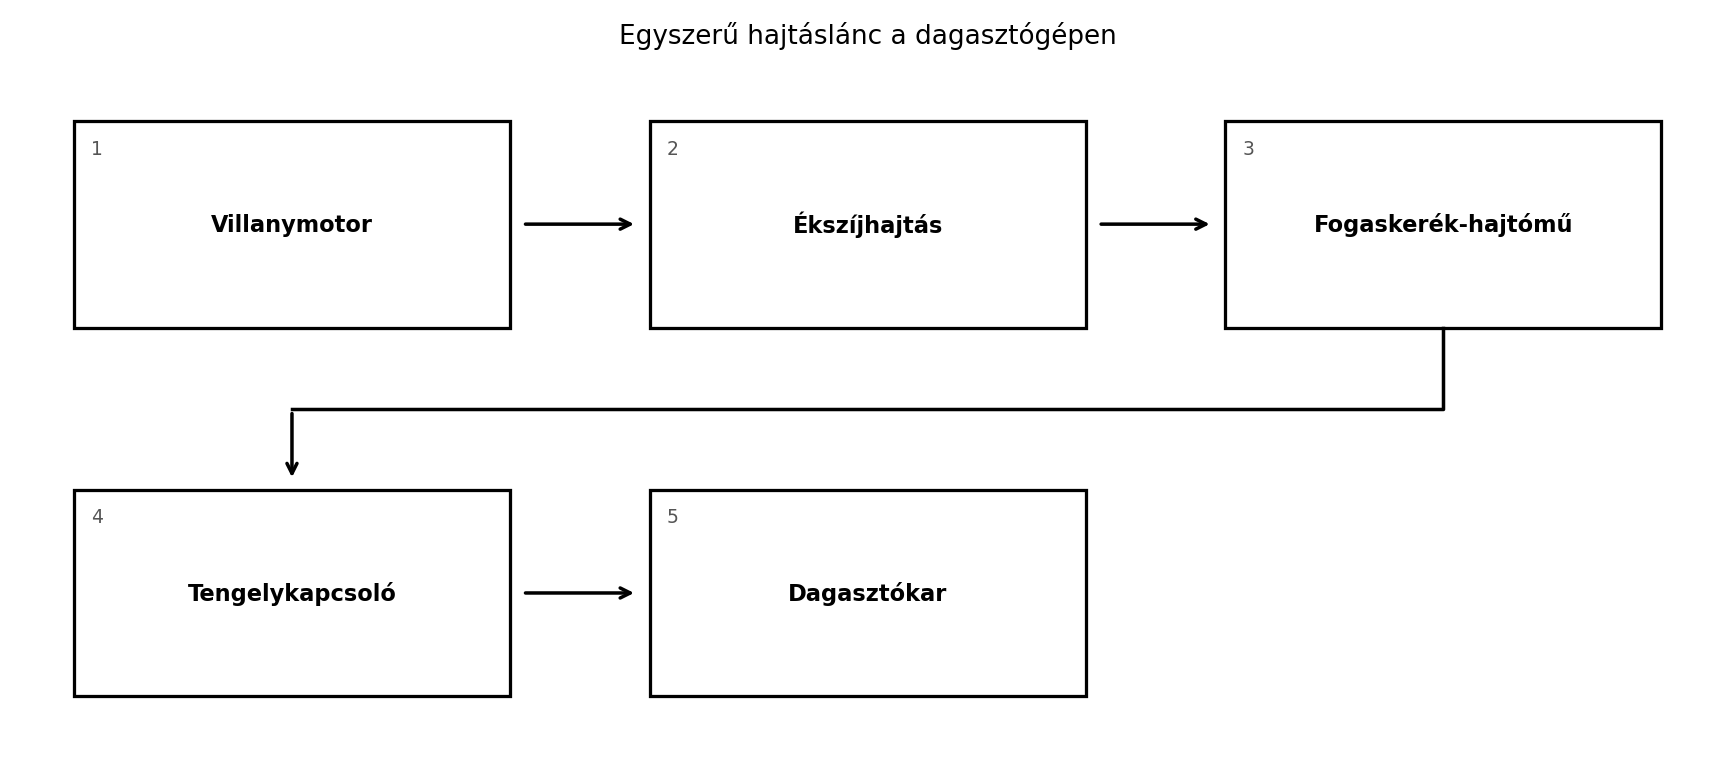 Egyszerű hajtáslánc a dagasztógépen
1
Villanymotor
2
Ékszíjhajtás
3
Fogaskerék-hajtómű
4
Tengelykapcsoló
5
Dagasztókar